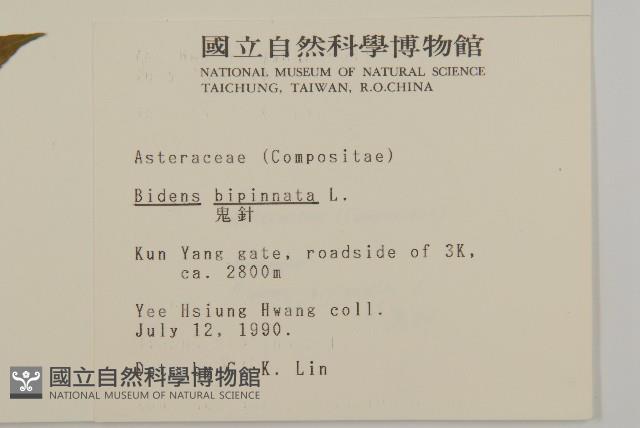 國立自然科學博物館
NATIONAL MUSEUM OF NATURAL SCIENCE
TAICHUNG, TAIWAN, R.O.CHINA
Asteraceae (Compositae)
Bidens bipinnata L.
鬼針
Kun Yang gate, roadside of 3K,
ca. 2800m
Yee Hsiung Hwang coll.
July 12, 1990.
K. Lin
國立自然科學博物館
NATIONAL MUSEUM OF NATURAL SCIENCE